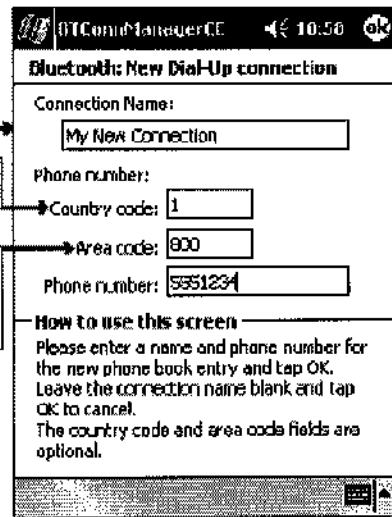 BTConnManagerCE 10:58 ok
Bluetooth: New Dial-Up connection
Connection Name:
My New Connection
Phone number:
Country code: 1
Area code: 800
Phone number: 5551234
How to use this screen
Please enter a name and phone number for
the new phone book entry and tap OK.
Leave the connection name blank and tap
OK to cancel.
The country code and area code fields are
optional.